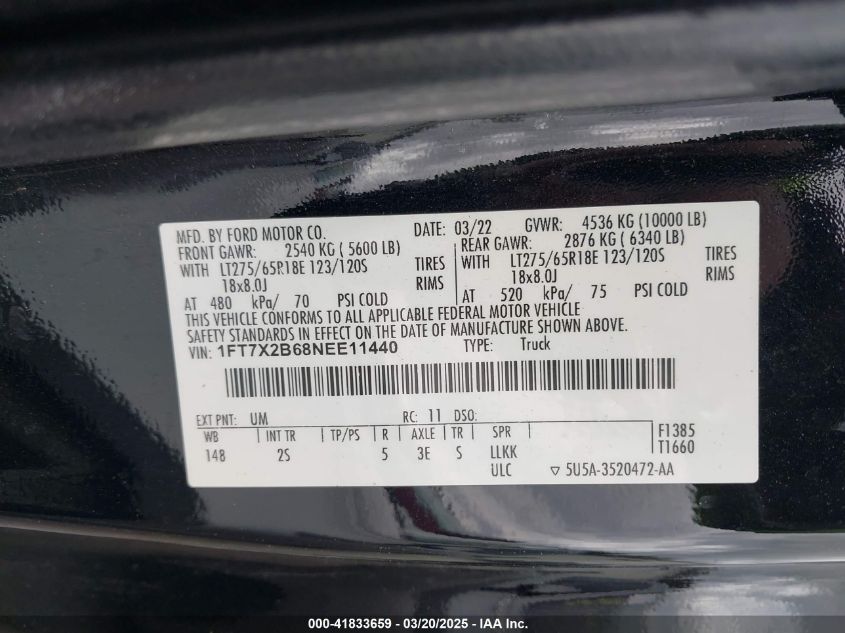 MFD. BY FORD MOTOR CO. DATE: 03/22 GVWR: 4536 KG (10000 LB)
FRONT GAWR: 2540 KG ( 5600 LB) REAR GAWR: 2876 KG ( 6340 LB)
WITH LT275/65R18E 123/120S TIRES WITH LT275/65R18E 123/120S TIRES
18x8.0J RIMS 18x8.0J RIMS
AT 480 kPa/ 70 PSI COLD AT 520 kPa/ 75 PSI COLD
THIS VEHICLE CONFORMS TO ALL APPLICABLE FEDERAL MOTOR VEHICLE
SAFETY STANDARDS IN EFFECT ON THE DATE OF MANUFACTURE SHOWN ABOVE.
VIN: 1FT7X2B68NEE11440 TYPE: Truck
EXT PNT: UM RC: 11 DSO:
WB INT TR TP/PS R AXLE TR SPR F1385
148 2S 5 3E S LLKK T1660
ULC ▽ 5U5A-3520472-AA
000-41833659 - 03/20/2025 - IAA Inc.